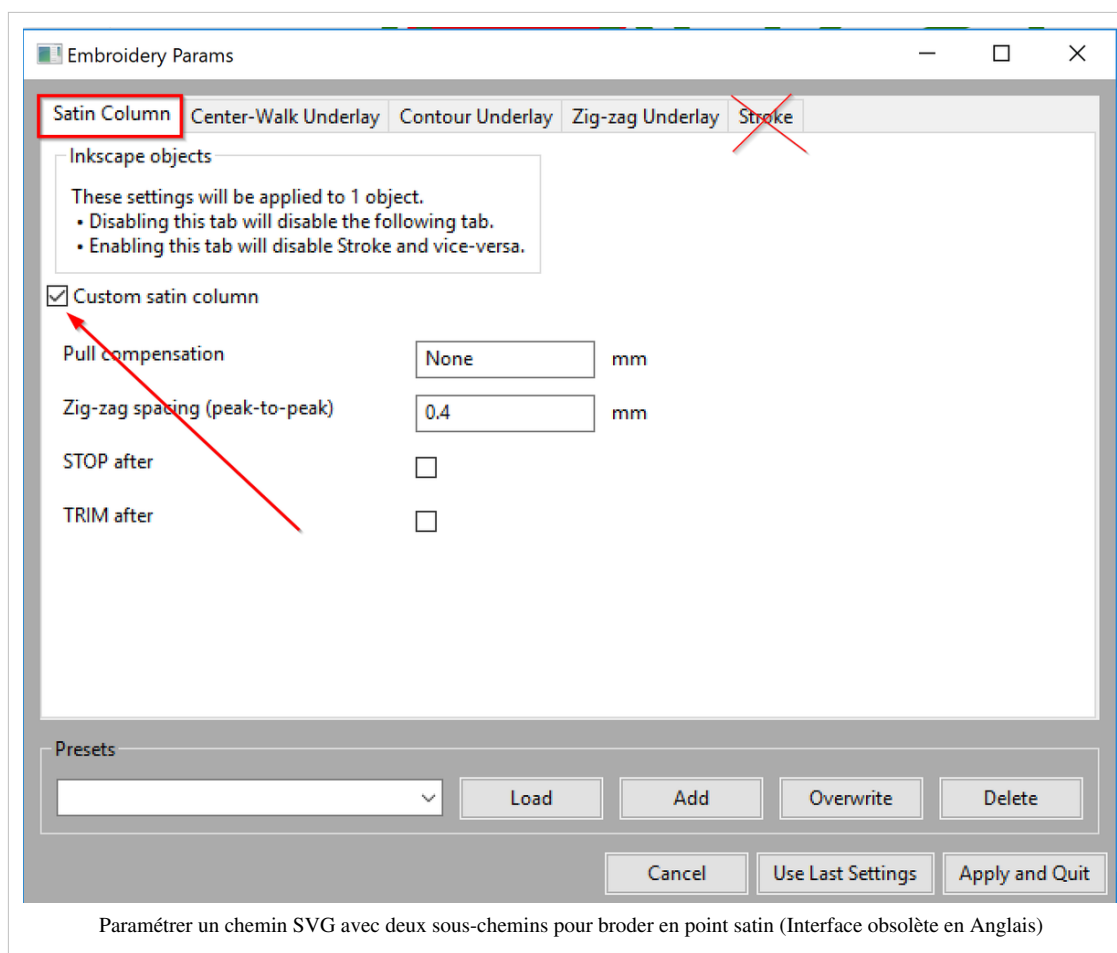 Embroidery Params
Satin Column Center-Walk Underlay Contour Underlay Zig-zag Underlay Stroke
Inkscape objects
These settings will be applied to 1 object.
• Disabling this tab will disable the following tab.
• Enabling this tab will disable Stroke and vice-versa.
Custom satin column
Pull compensation None mm
Zig-zag spacing (peak-to-peak) 0.4 mm
STOP after
TRIM after
Presets
Load Add Overwrite Delete
Cancel Use Last Settings Apply and Quit
Paramétrer un chemin SVG avec deux sous-chemins pour broder en point satin (Interface obsolète en Anglais)